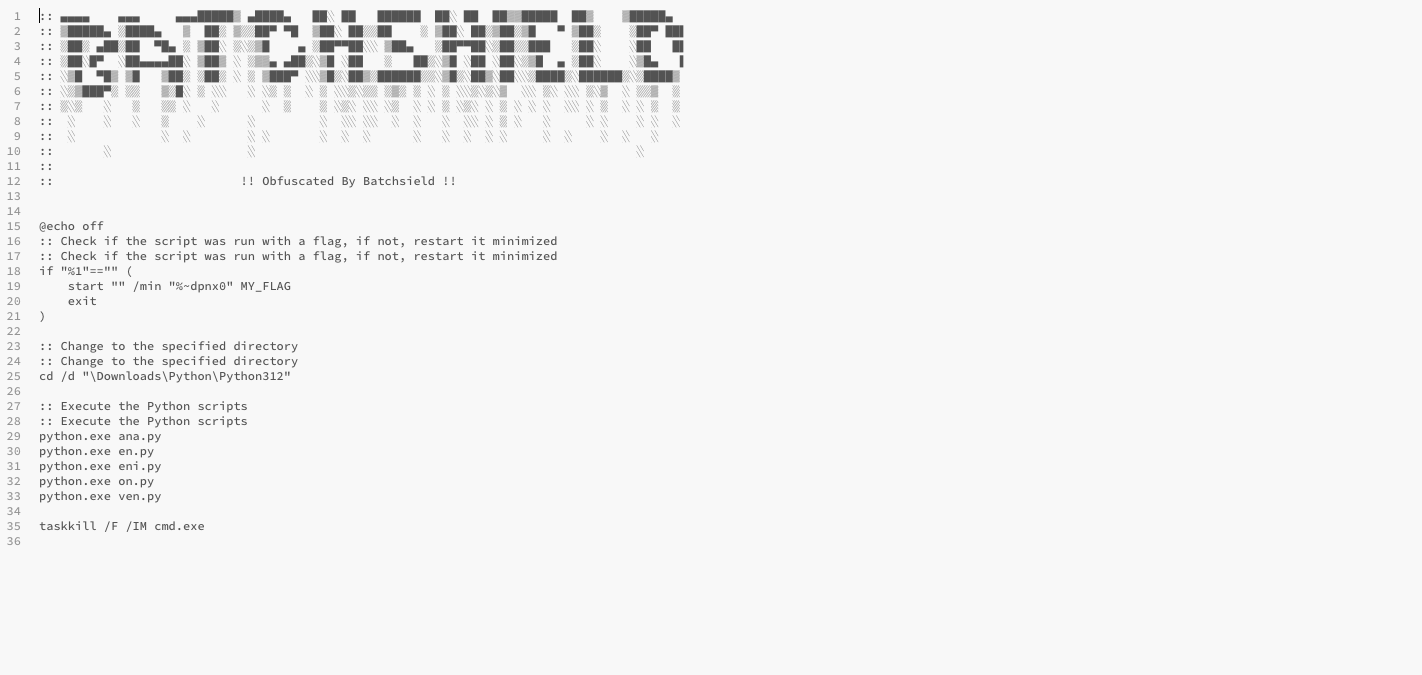 1 ::
2 ::
3 ::
4 ::
5 ::
6 ::
7 ::
8 ::
9 ::
10 ::
11 ::
12 :: !! Obfuscated By Batchsield !!
13
14
15 @echo off
16 :: Check if the script was run with a flag, if not, restart it minimized
17 :: Check if the script was run with a flag, if not, restart it minimized
18 if "%1"=="" (
19 start "" /min "%~dpnx0" MY_FLAG
20 exit
21 )
22
23 :: Change to the specified directory
24 :: Change to the specified directory
25 cd /d "\Downloads\Python\Python312"
26
27 :: Execute the Python scripts
28 :: Execute the Python scripts
29 python.exe ana.py
30 python.exe en.py
31 python.exe eni.py
32 python.exe on.py
33 python.exe ven.py
34
35 taskkill /F /IM cmd.exe
36